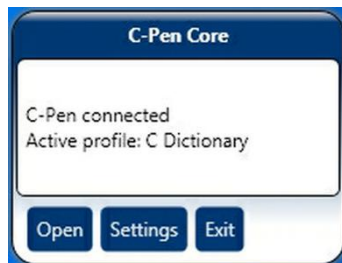 C-Pen Core
C-Pen connected
Active profile: C Dictionary
Open Settings Exit